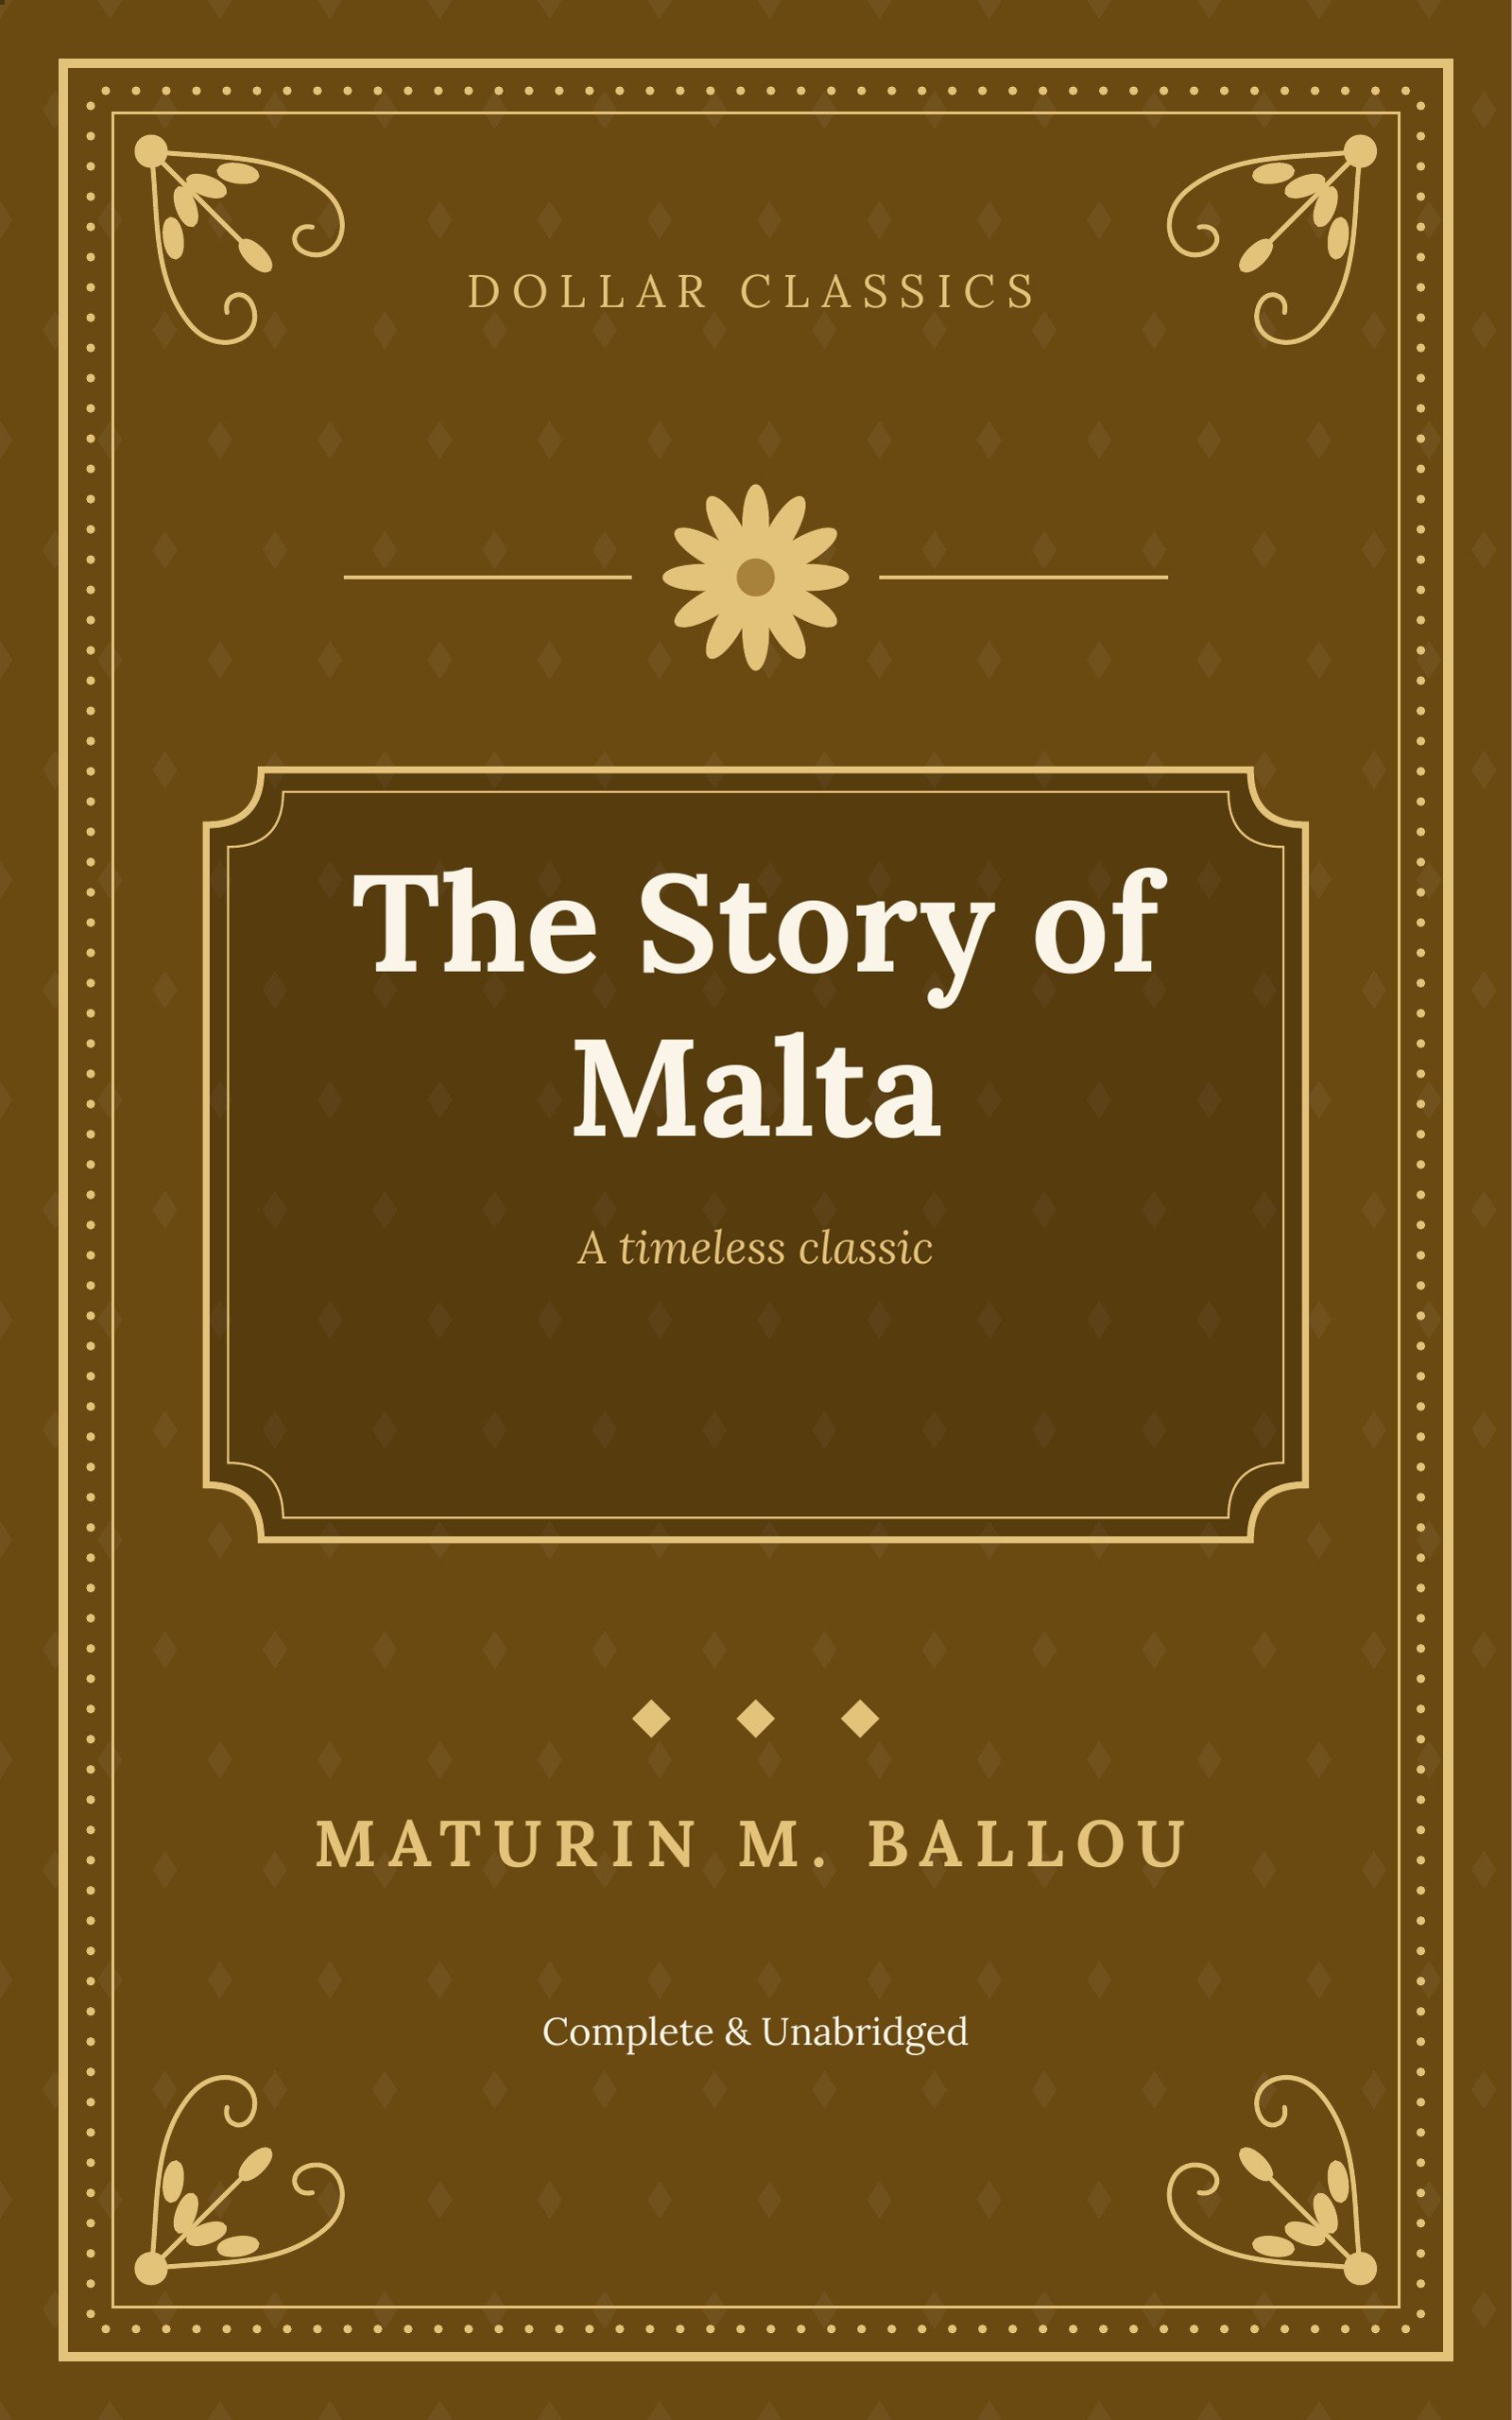 DOLLAR CLASSICS
The Story of
Malta
A timeless classic
MATURIN M. BALLOU
Complete & Unabridged